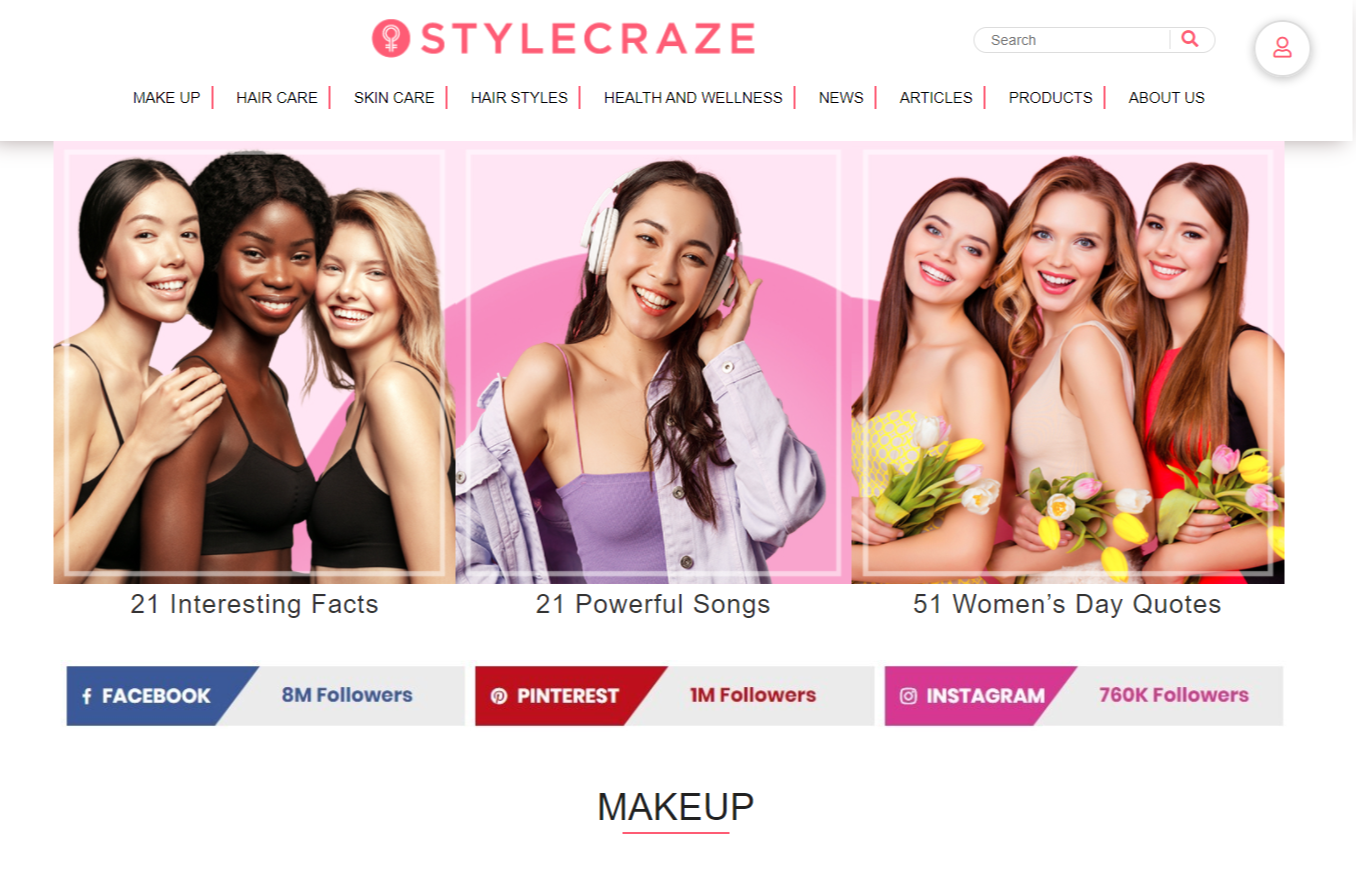 STYLECRAZE
Search
MAKE UP HAIR CARE SKIN CARE HAIR STYLES HEALTH AND WELLNESS NEWS ARTICLES PRODUCTS ABOUT US
21 Interesting Facts
21 Powerful Songs
51 Women’s Day Quotes
FACEBOOK 8M Followers
PINTEREST 1M Followers
INSTAGRAM 760K Followers
MAKEUP